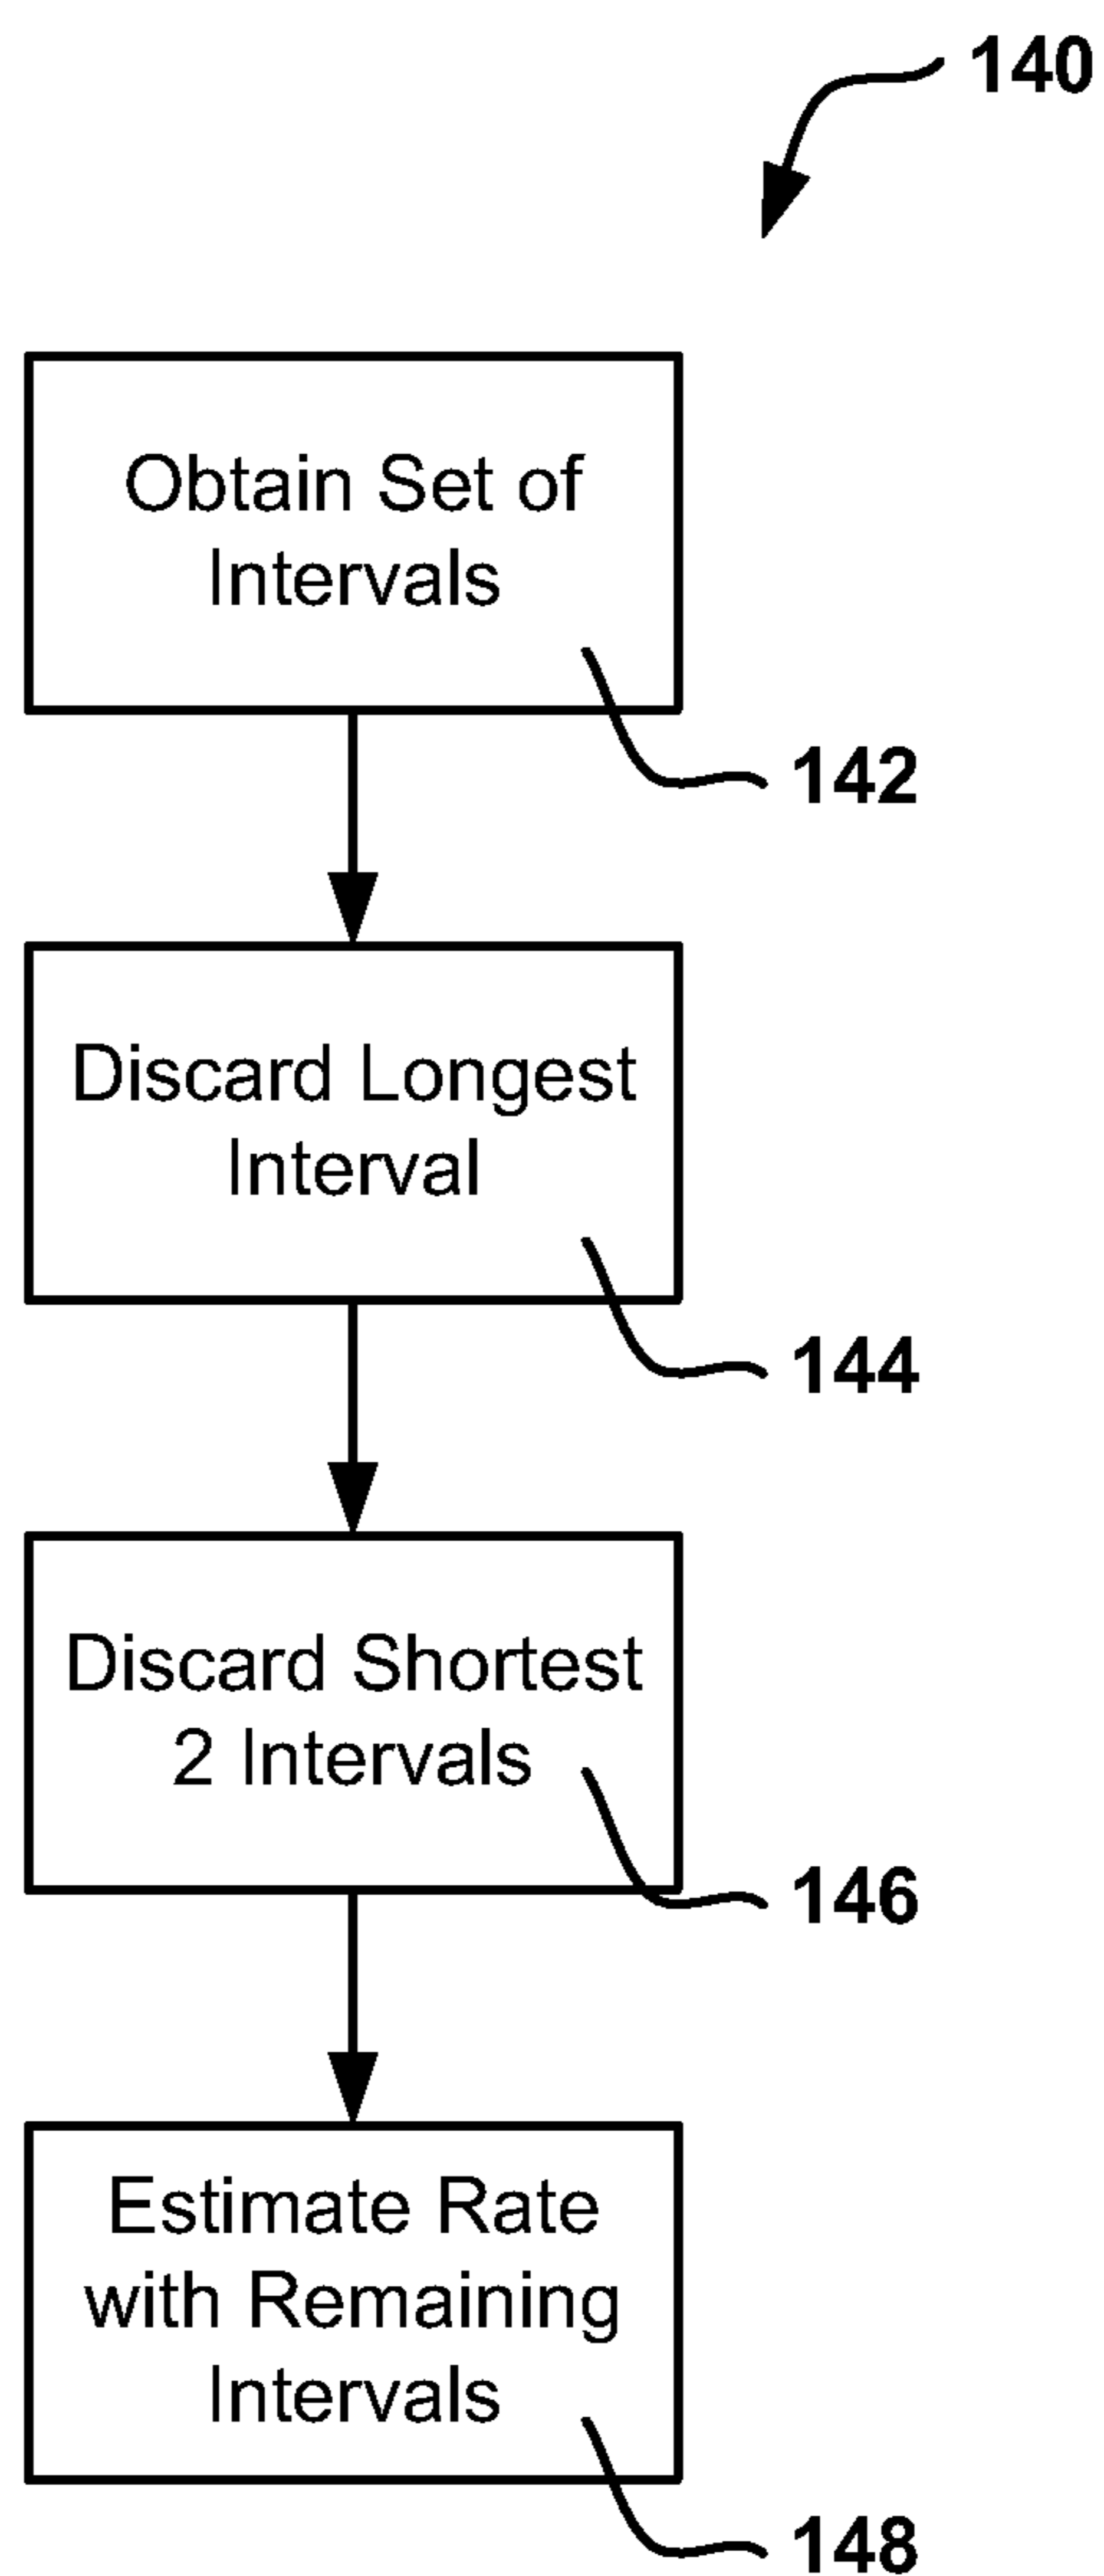 140
Obtain Set of
Intervals
142
Discard Longest
Interval
144
Discard Shortest
2 Intervals
146
Estimate Rate
with Remaining
Intervals
148